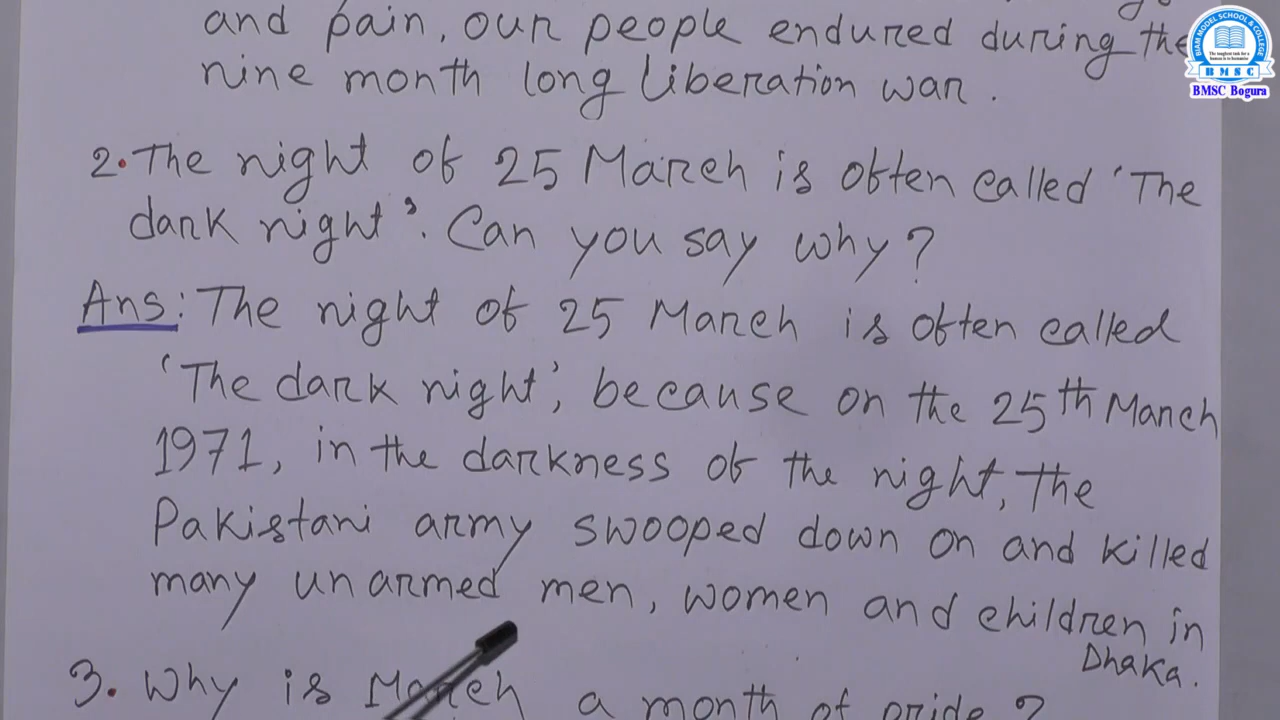 and pain, our people endured during the
nine month long liberation war.
2. The night of 25 March is often called 'The
dark night'. Can you say why?
Ans: The night of 25 March is often called
'The dark night', because on the 25th March
1971, in the darkness of the night, the
Pakistani army swooped down on and killed
many unarmed men, women and children in
Dhaka.
3. Why is March a month of pride?
BIAM MODEL SCHOOL & COLLEGE
BMSC
BMSC Bogura